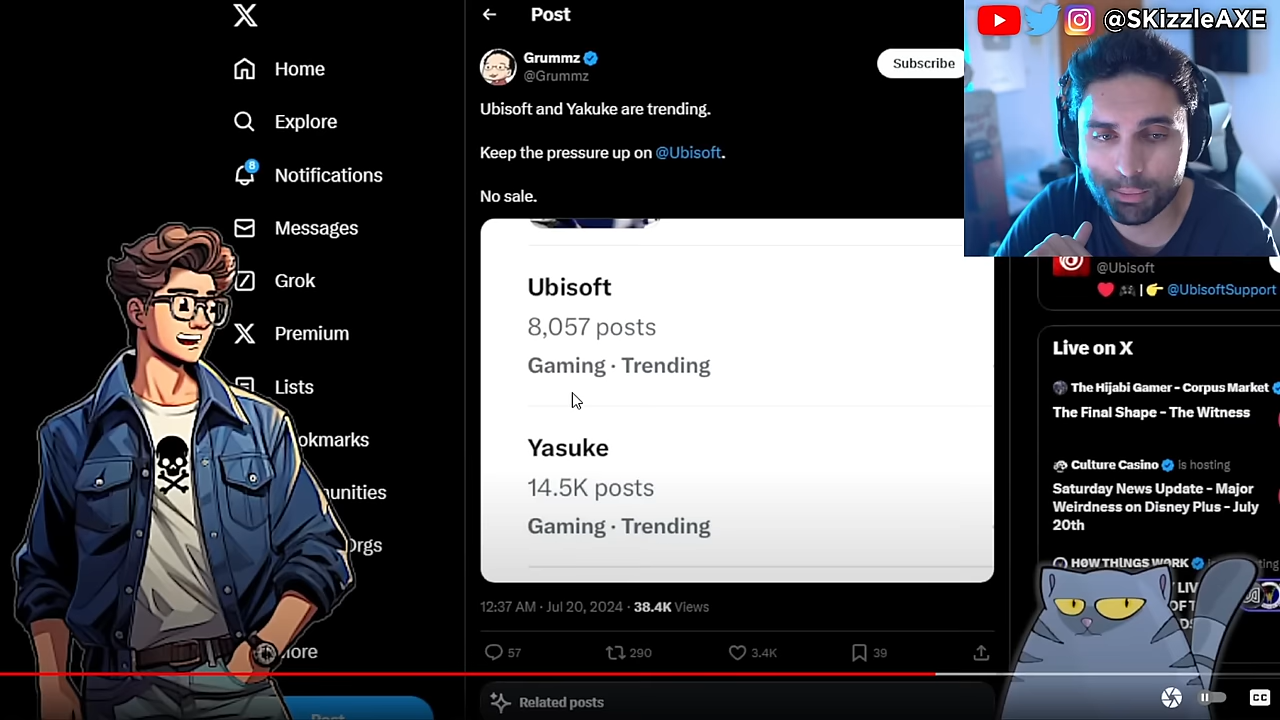 Home
Explore
8
Notifications
Messages
Grok
Premium
Lists
okmarks
unities
Orgs
ore
Post
Post
Grummz
@Grummz
Subscribe
Ubisoft and Yakuke are trending.
Keep the pressure up on @Ubisoft.
No sale.
Ubisoft
8,057 posts
Gaming · Trending
Yasuke
14.5K posts
Gaming · Trending
12:37 AM · Jul 20, 2024 · 38.4K Views
57
290
3.4K
39
Related posts
@SKizzleAXE
@Ubisoft
| @UbisoftSupport
Live on X
The Hijabi Gamer - Corpus Market
The Final Shape - The Witness
Culture Casino is hosting
Saturday News Update - Major
Weirdness on Disney Plus - July
20th
HOW THINGS WORK
CC